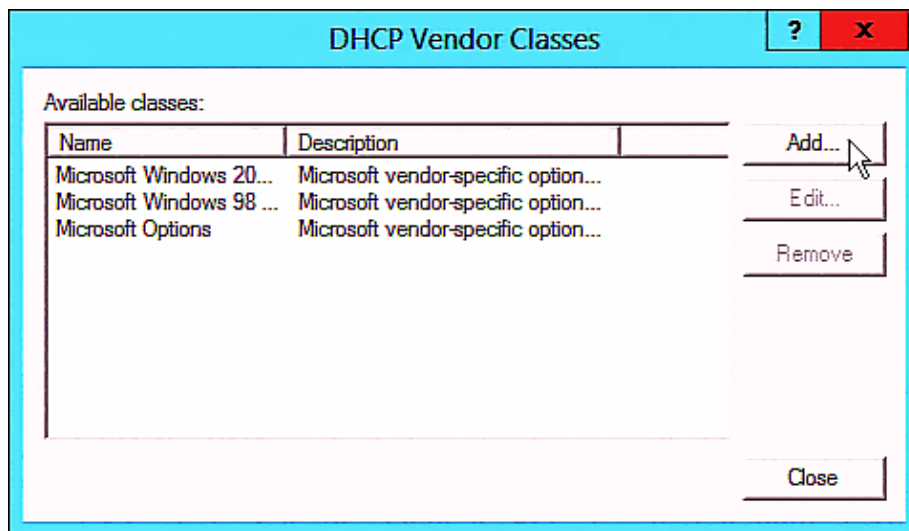 DHCP Vendor Classes
?
x
Available classes:
Name Description
Add...
Microsoft Windows 20... Microsoft vendor-specific option...
Microsoft Windows 98 ... Microsoft vendor-specific option...
Edit...
Microsoft Options Microsoft vendor-specific option...
Remove
Close